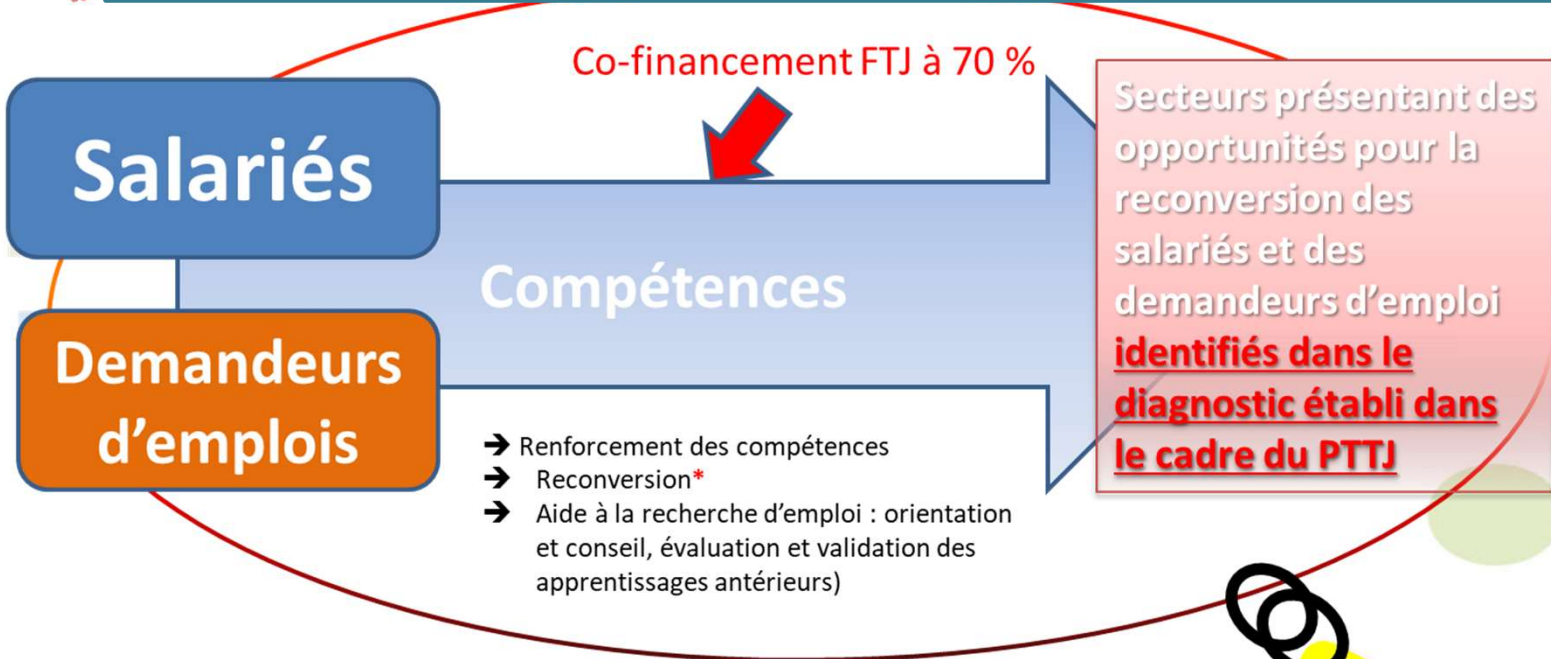 Co-financement FTJ à 70 %
Salariés
Demandeurs
d'emplois
Compétences
➔ Renforcement des compétences
➔ Reconversion*
➔ Aide à la recherche d'emploi : orientation
et conseil, évaluation et validation des
apprentissages antérieurs)
Secteurs présentant des
opportunités pour la
reconversion des
salariés et des
demandeurs d'emploi
identifiés dans le
diagnostic établi dans
le cadre du PTTJ